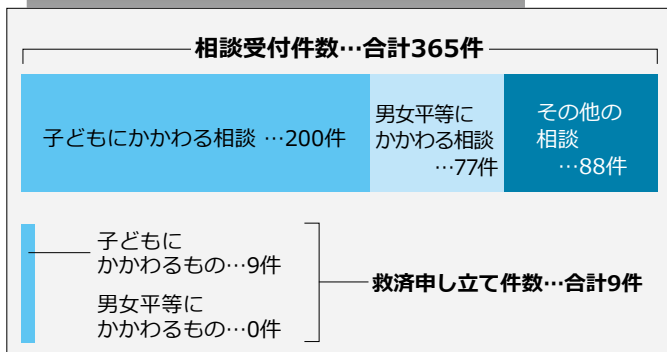 相談受付件数…合計365件
子どもにかかわる相談 …200件
男女平等に
かかわる相談
…77件
その他の
相談
…88件
子どもに
かかわるもの…9件
男女平等に
かかわるもの…0件
救済申し立て件数…合計9件